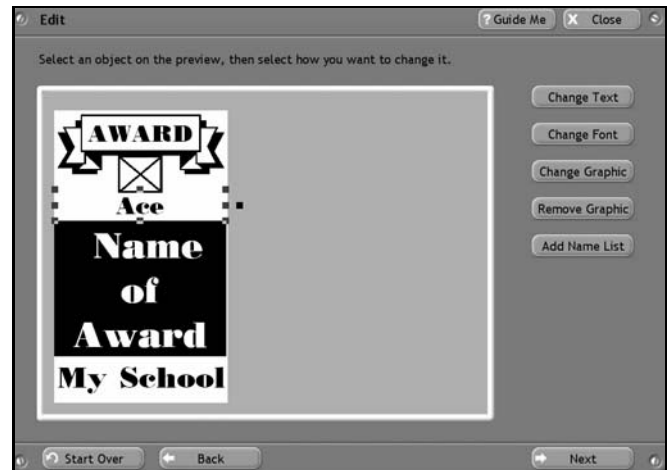 Edit
? Guide Me
X Close
Select an object on the preview, then select how you want to change it.
AWARD
Ace
Name
of
Award
My School
Change Text
Change Font
Change Graphic
Remove Graphic
Add Name List
Start Over
Back
Next